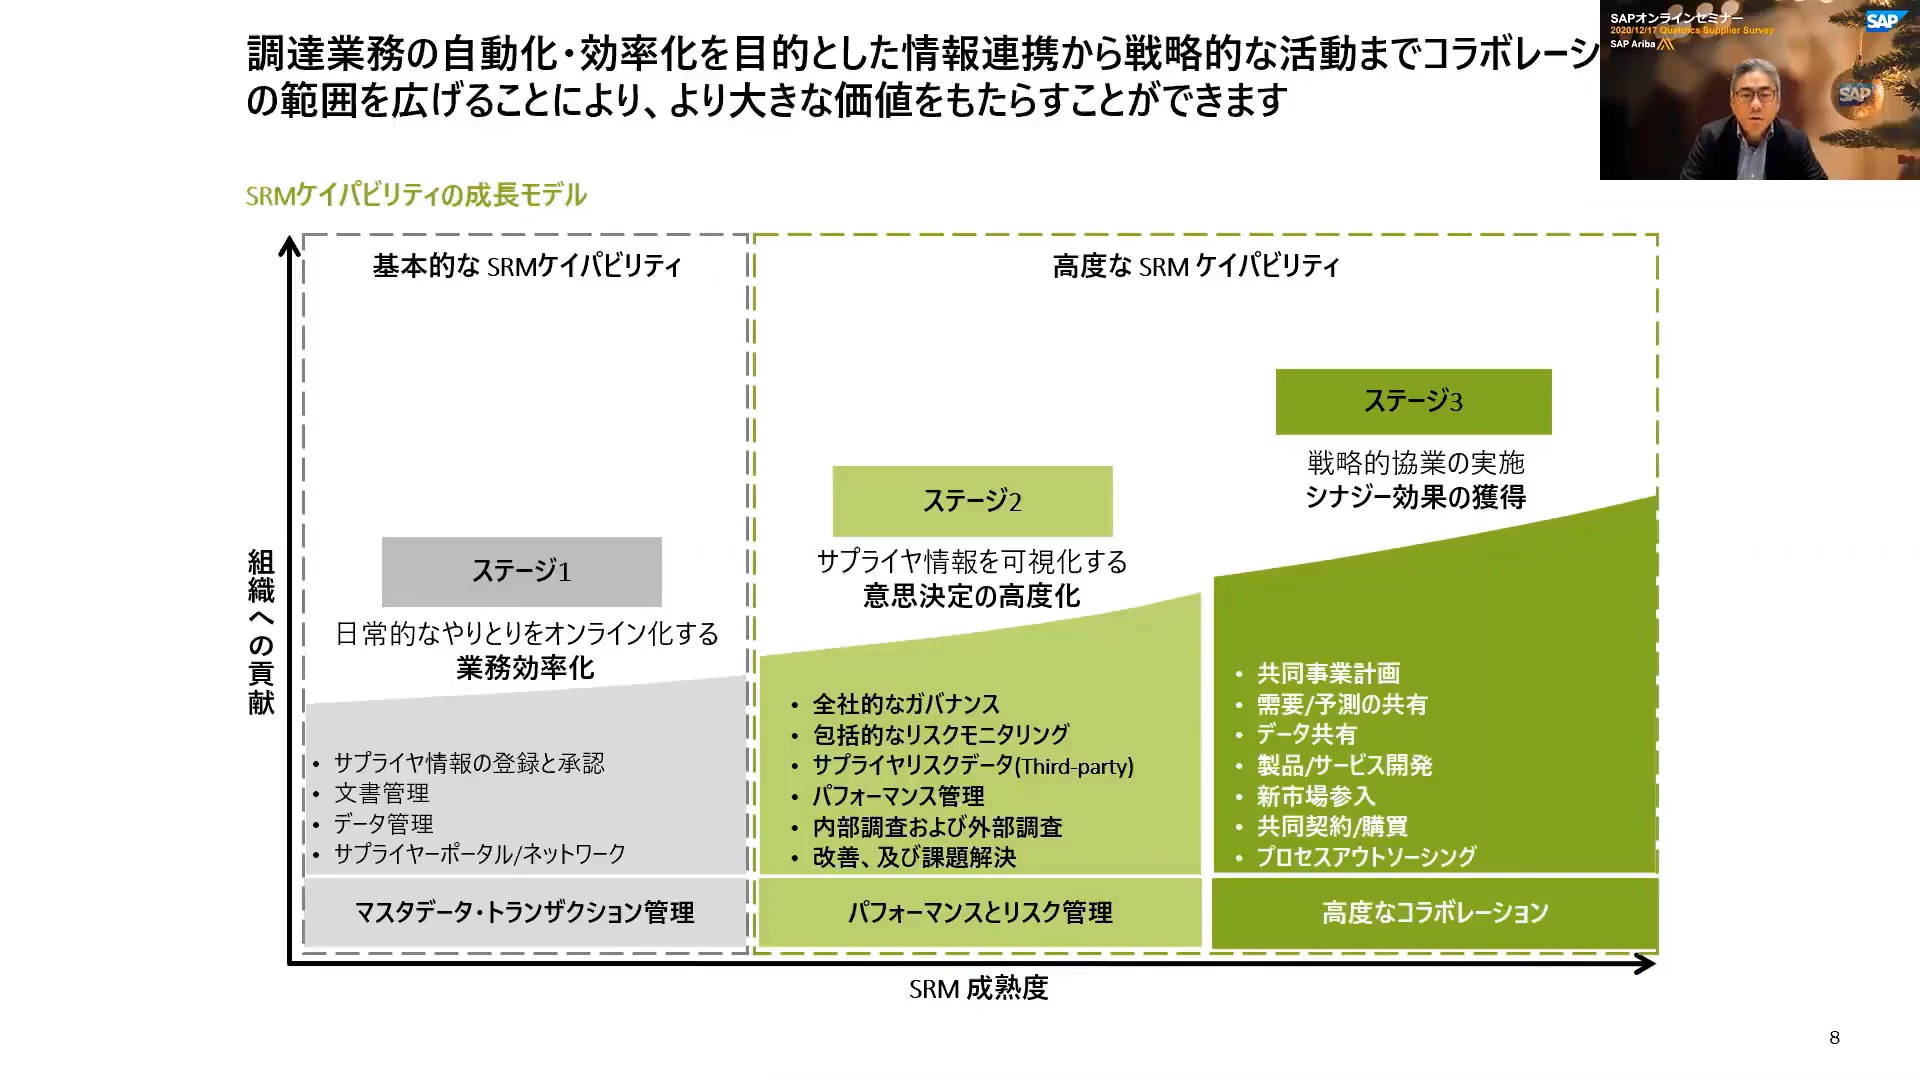 調達業務の自動化・効率化を目的とした情報連携から戦略的な活動までコラボレーシ
の範囲を広げることにより、より大きな価値をもたらすことができます
SAPオンラインセミナー
2020/12/17 Qualtrics Supplier Survey
SAP Ariba
SAP
SAP
SRMケイパビリティの成長モデル
基本的な SRMケイパビリティ
高度な SRM ケイパビリティ
組織への貢献
ステージ1
日常的なやりとりをオンライン化する
業務効率化
• サプライヤ情報の登録と承認
• 文書管理
• データ管理
• サプライヤーポータル/ネットワーク
マスタデータ・トランザクション管理
ステージ2
サプライヤ情報を可視化する
意思決定の高度化
• 全社的なガバナンス
• 包括的なリスクモニタリング
• サプライヤリスクデータ(Third-party)
• パフォーマンス管理
• 内部調査および外部調査
• 改善、及び課題解決
パフォーマンスとリスク管理
ステージ3
戦略的協業の実施
シナジー効果の獲得
• 共同事業計画
• 需要/予測の共有
• データ共有
• 製品/サービス開発
• 新市場参入
• 共同契約/購買
• プロセスアウトソーシング
高度なコラボレーション
SRM 成熟度
8